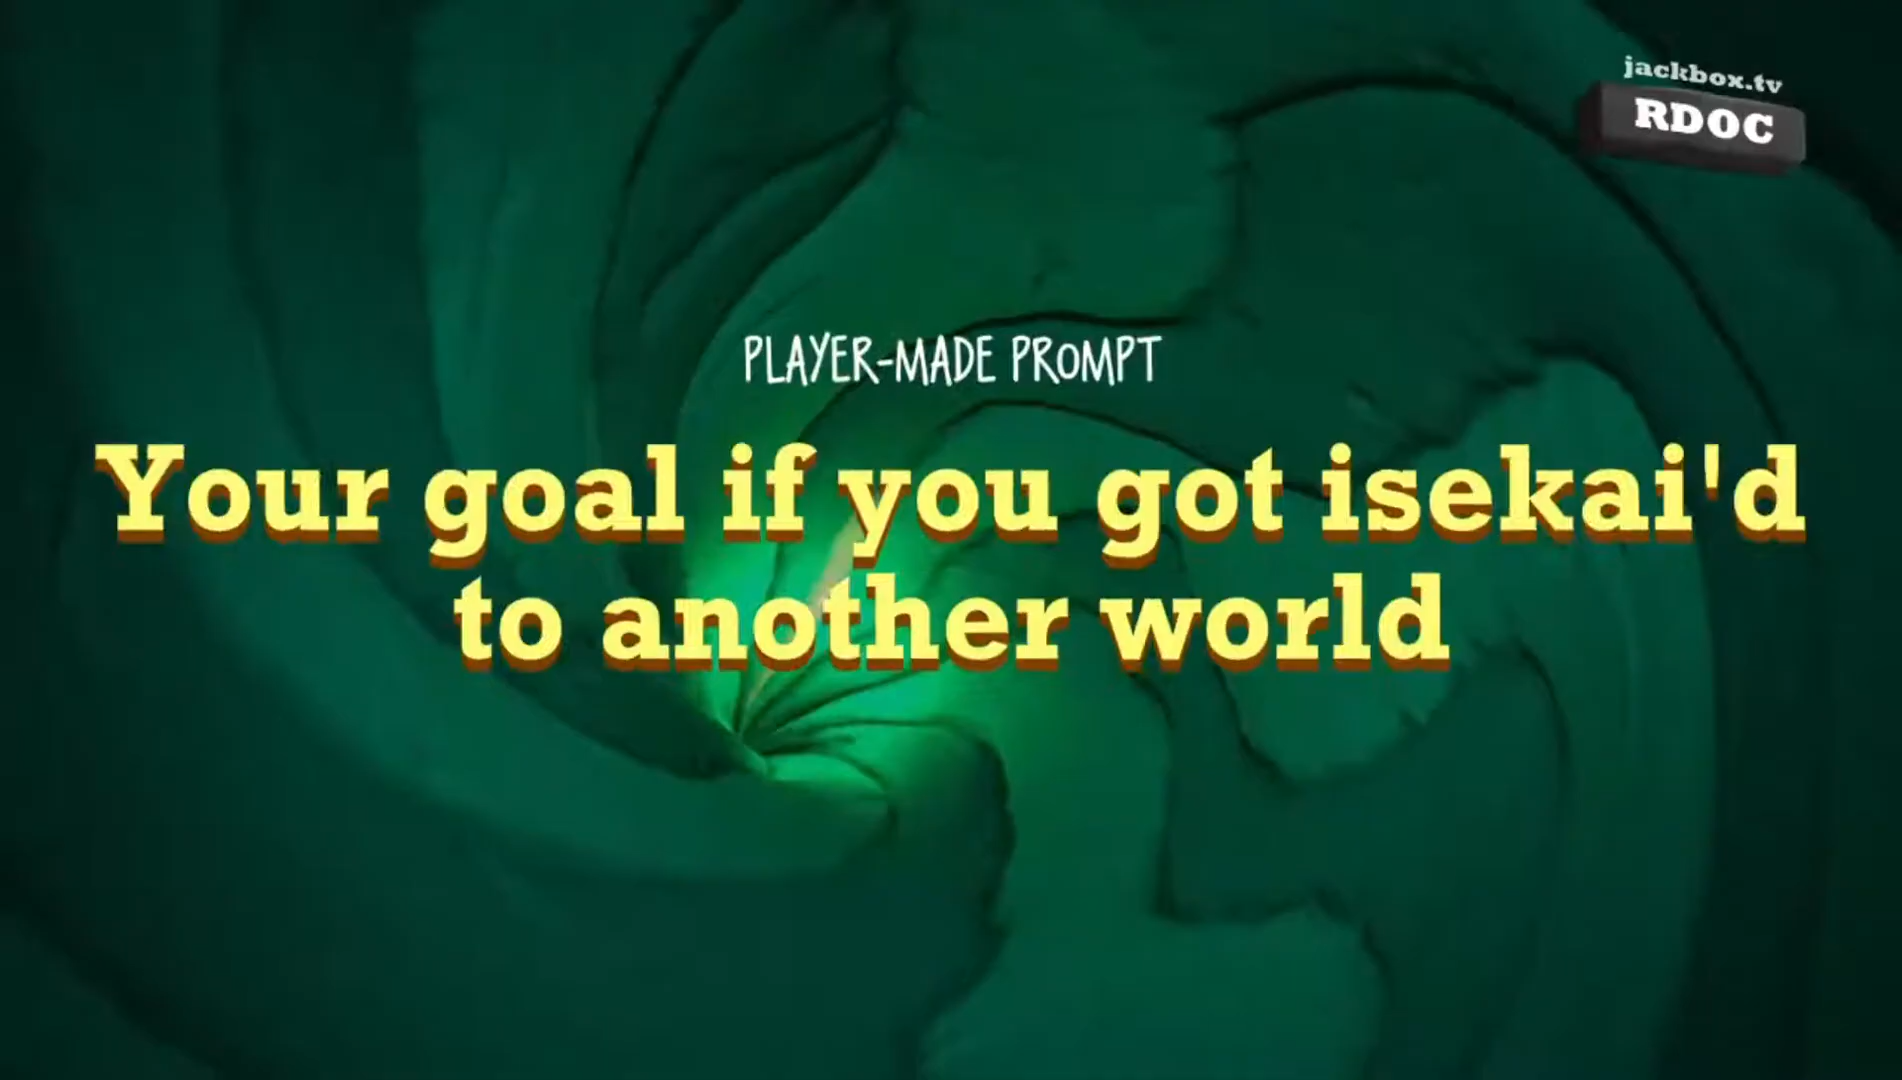 jackbox.tv
RDOC
PLAYER-MADE PROMPT
Your goal if you got isekai'd
to another world